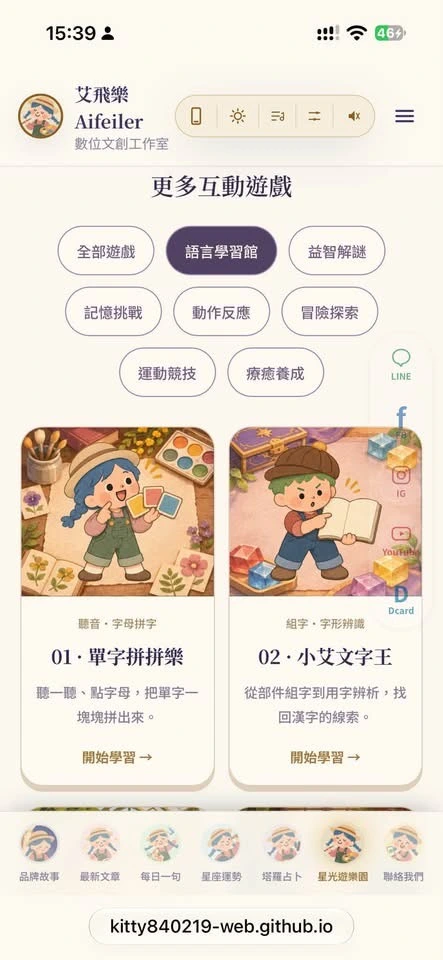 15:39
46
艾飛樂
Aifeiler
數位文創工作室
更多互動遊戲
全部遊戲
語言學習館
益智解謎
記憶挑戰
動作反應
冒險探索
運動競技
療癒養成
LINE
f
FB
IG
YouTube
D
Dcard
聽音・字母拼字
01・單字拼拼樂
聽一聽、點字母，把單字一
塊塊拼出來。
開始學習 →
組字・字形辨識
02・小艾文字王
從部件組字到用字辨析，找
回漢字的線索。
開始學習 →
品牌故事
最新文章
每日一句
星座運勢
塔羅占卜
星光遊樂園
聯絡我們
kitty840219-web.github.io